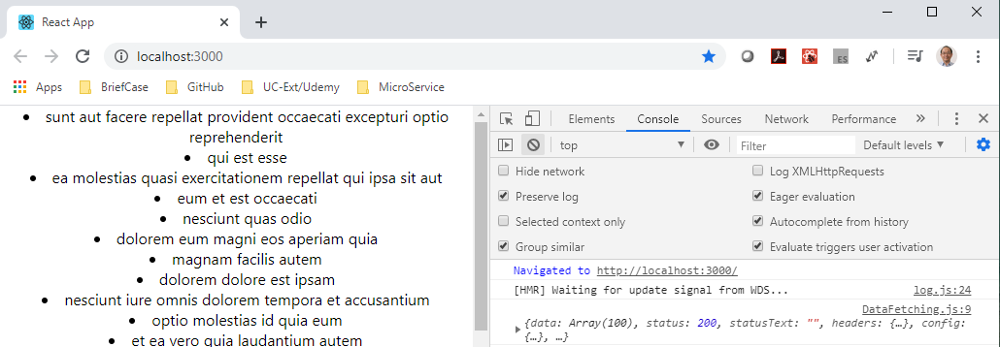 React App
localhost:3000
Apps BriefCase GitHub UC-Ext/Udemy MicroService
sunt aut facere repellat provident occaecati excepturi optio
reprehenderit
qui est esse
ea molestias quasi exercitationem repellat qui ipsa sit aut
eum et est occaecati
nesciunt quas odio
dolorem eum magni eos aperiam quia
magnam facilis autem
dolorem dolore est ipsam
nesciunt iure omnis dolorem tempora et accusantium
optio molestias id quia eum
et ea vero quia laudantium autem
Elements Console Sources Network Performance »
top Filter Default levels
Hide network Log XMLHttpRequests
Preserve log Eager evaluation
Selected context only Autocomplete from history
Group similar Evaluate triggers user activation
Navigated to http://localhost:3000/
[HMR] Waiting for update signal from WDS... log.js:24
DataFetching.js:9
{data: Array(100), status: 200, statusText: "", headers: {…}, config:
{…}, …}
ES